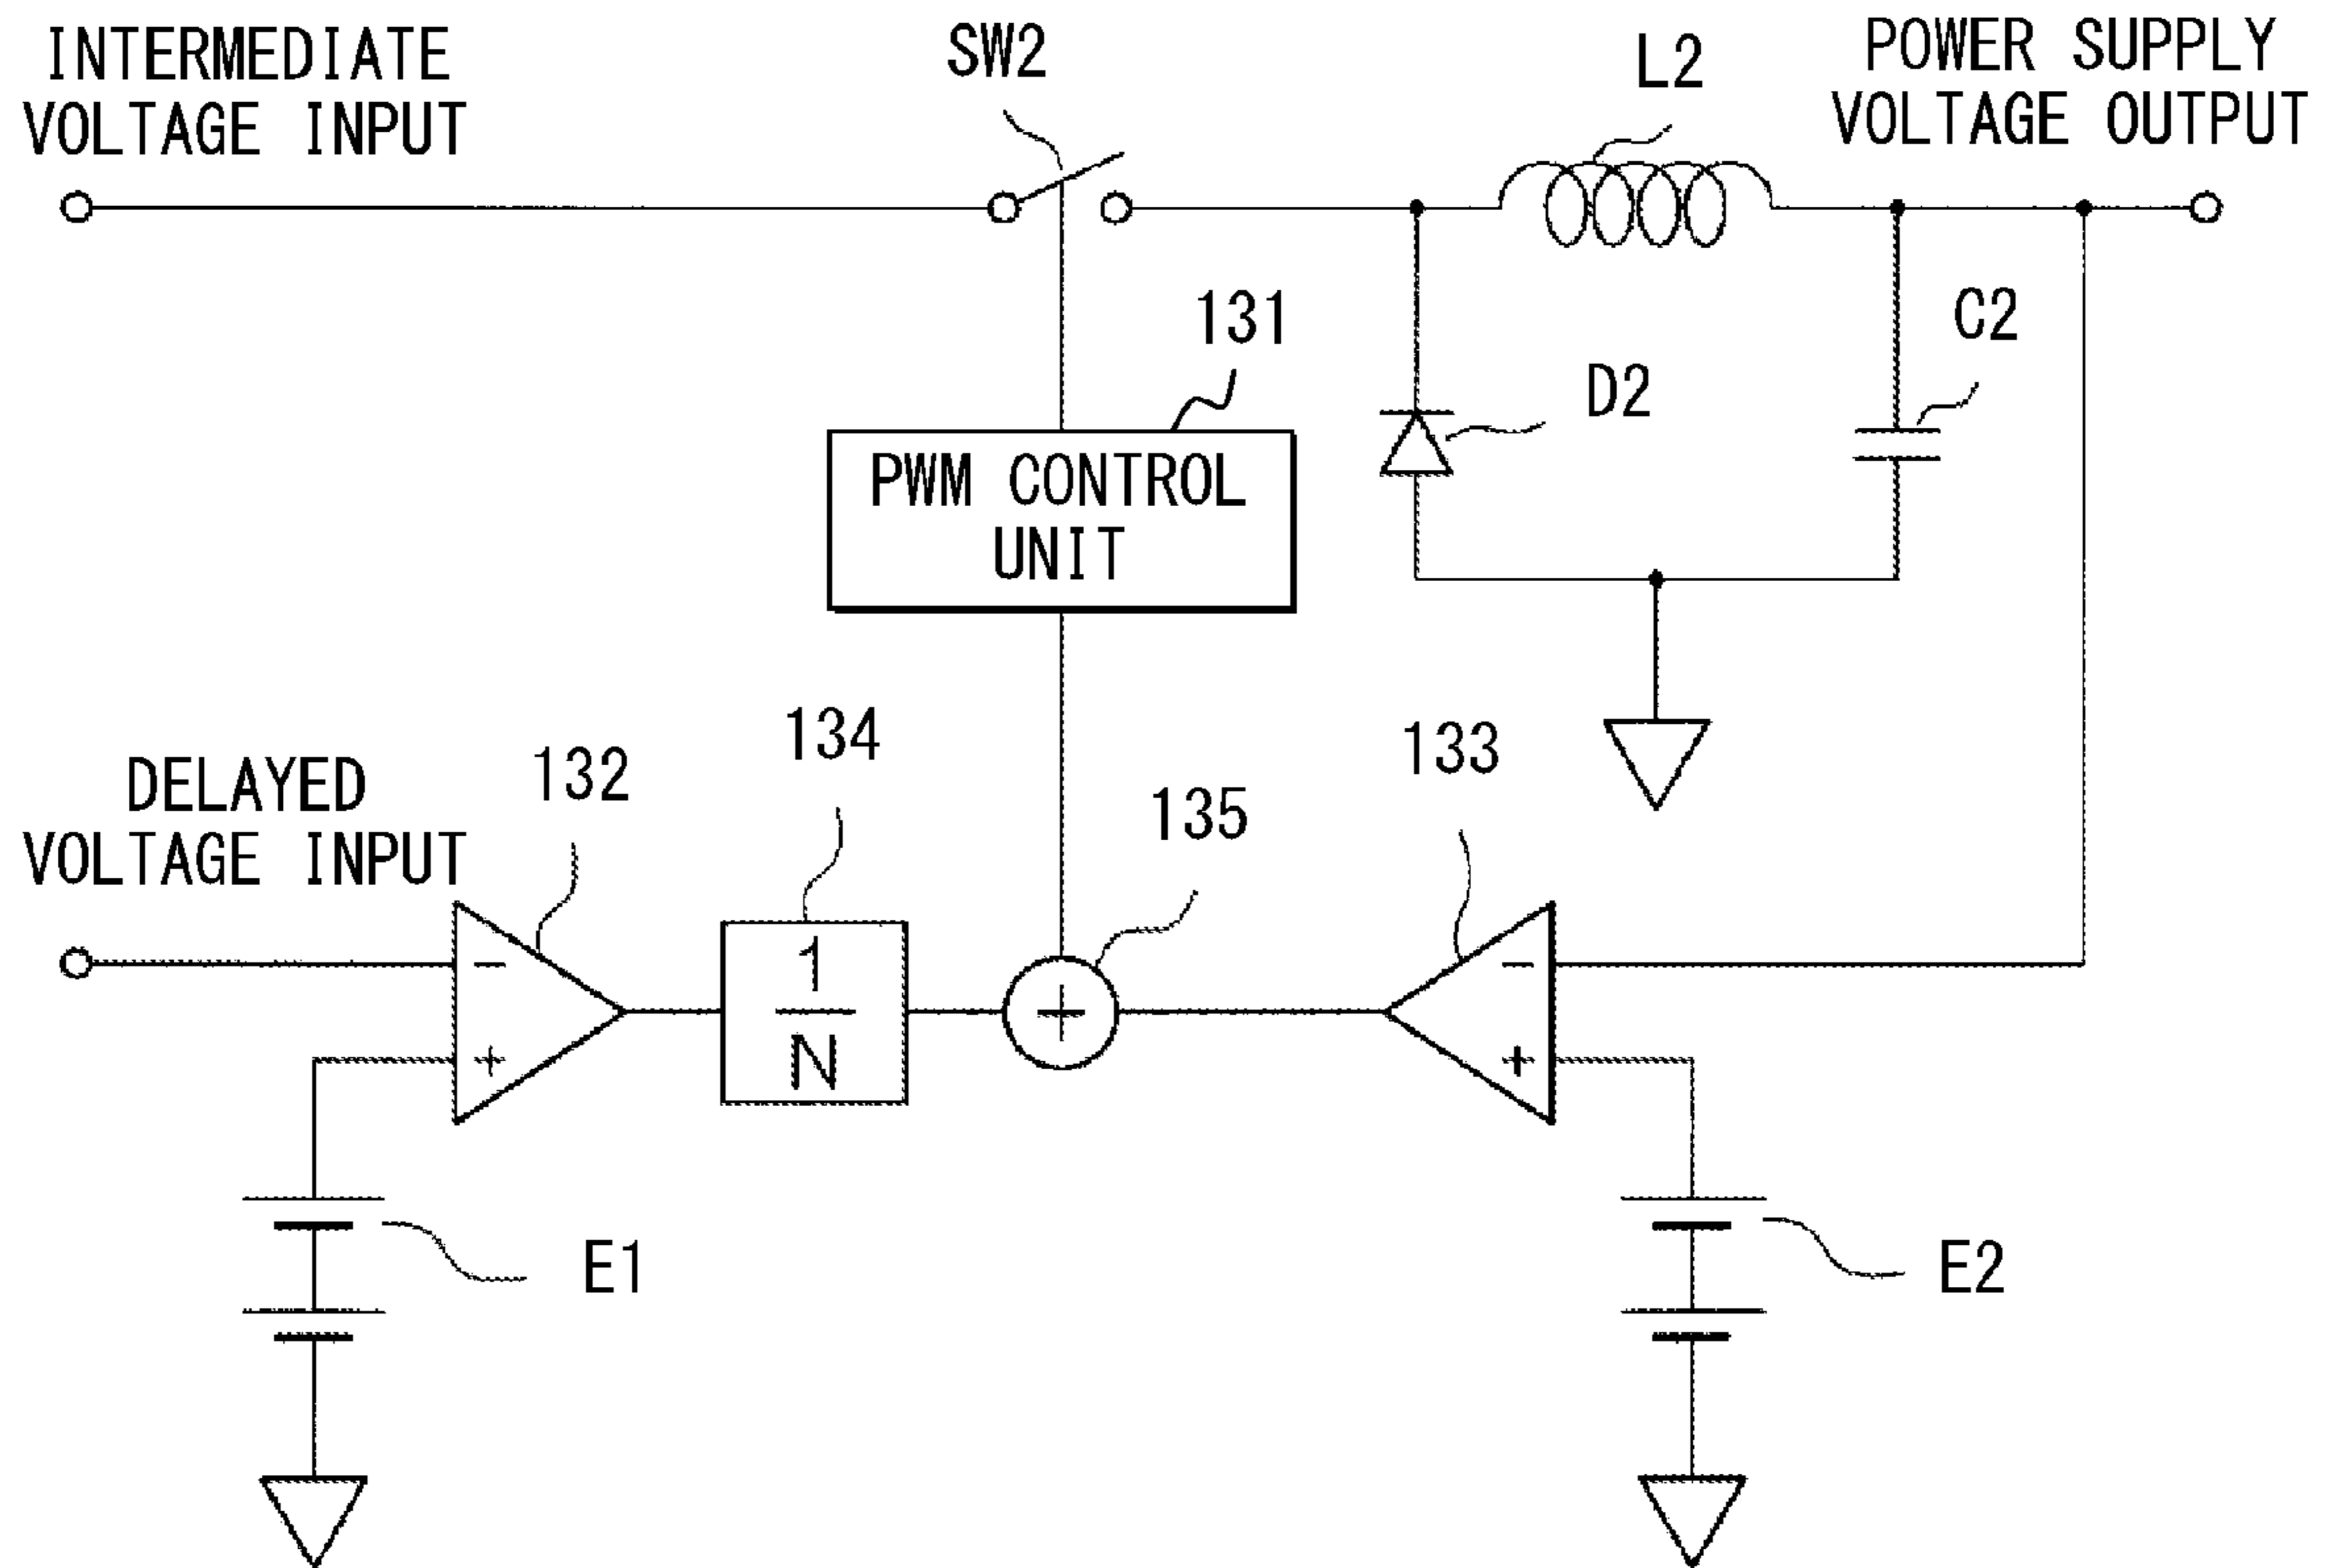 INTERMEDIATE
VOLTAGE INPUT
SW2
L2
POWER SUPPLY
VOLTAGE OUTPUT
131
C2
D2
PWM CONTROL
UNIT
DELAYED
VOLTAGE INPUT
132
134
135
133
−
+
1
N
+
−
+
E1
E2